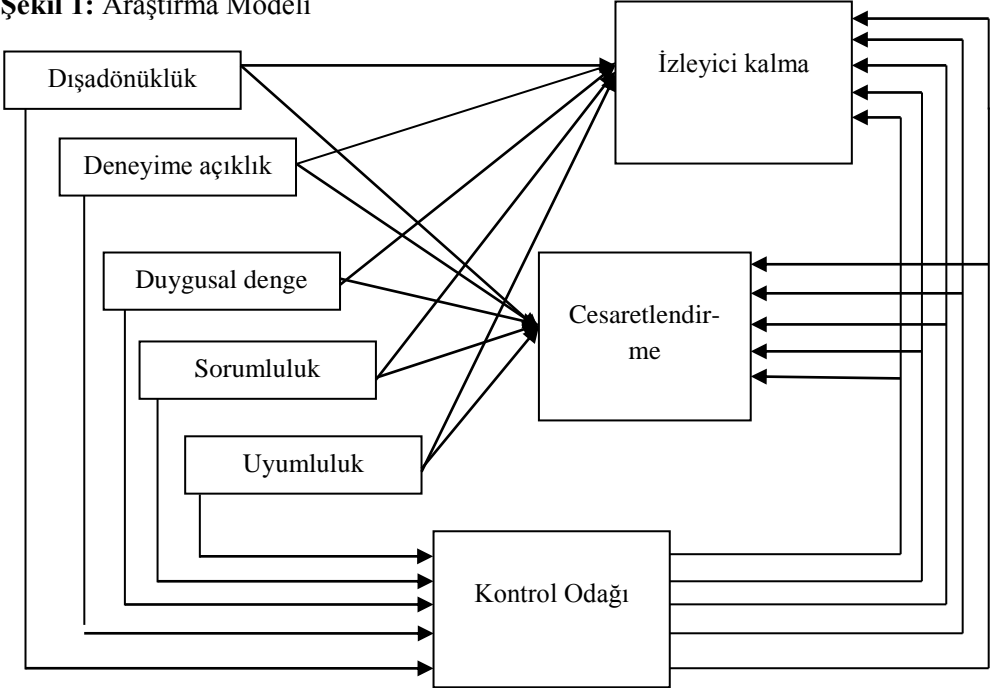 Şekil 1: Araştırma Modeli
Dışadönüklük
İzleyici kalma
Deneyime açıklık
Duygusal denge
Cesaretlendir-
me
Sorumluluk
Uyumluluk
Kontrol Odağı